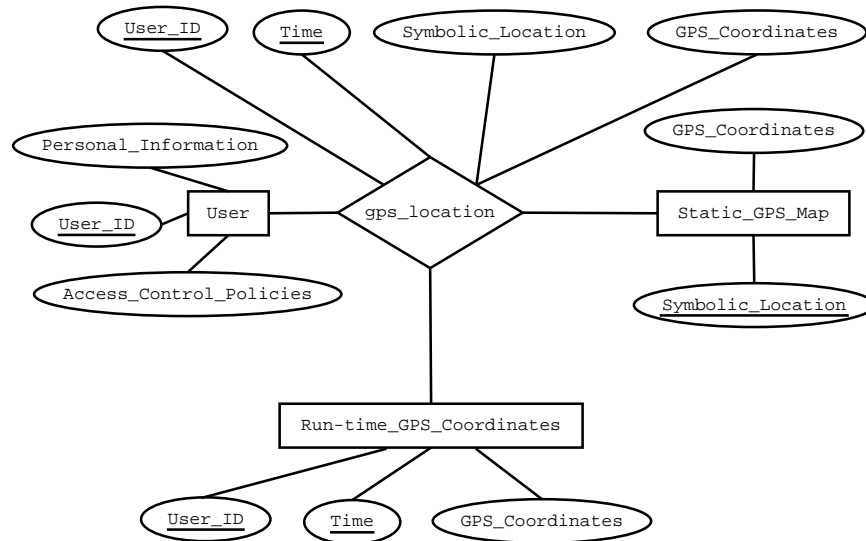 User_ID
Time
Symbolic_Location
GPS_Coordinates
Personal_Information
GPS_Coordinates
User_ID
User
gps_location
Static_GPS_Map
Access_Control_Policies
Symbolic_Location
Run-time_GPS_Coordinates
User_ID
Time
GPS_Coordinates